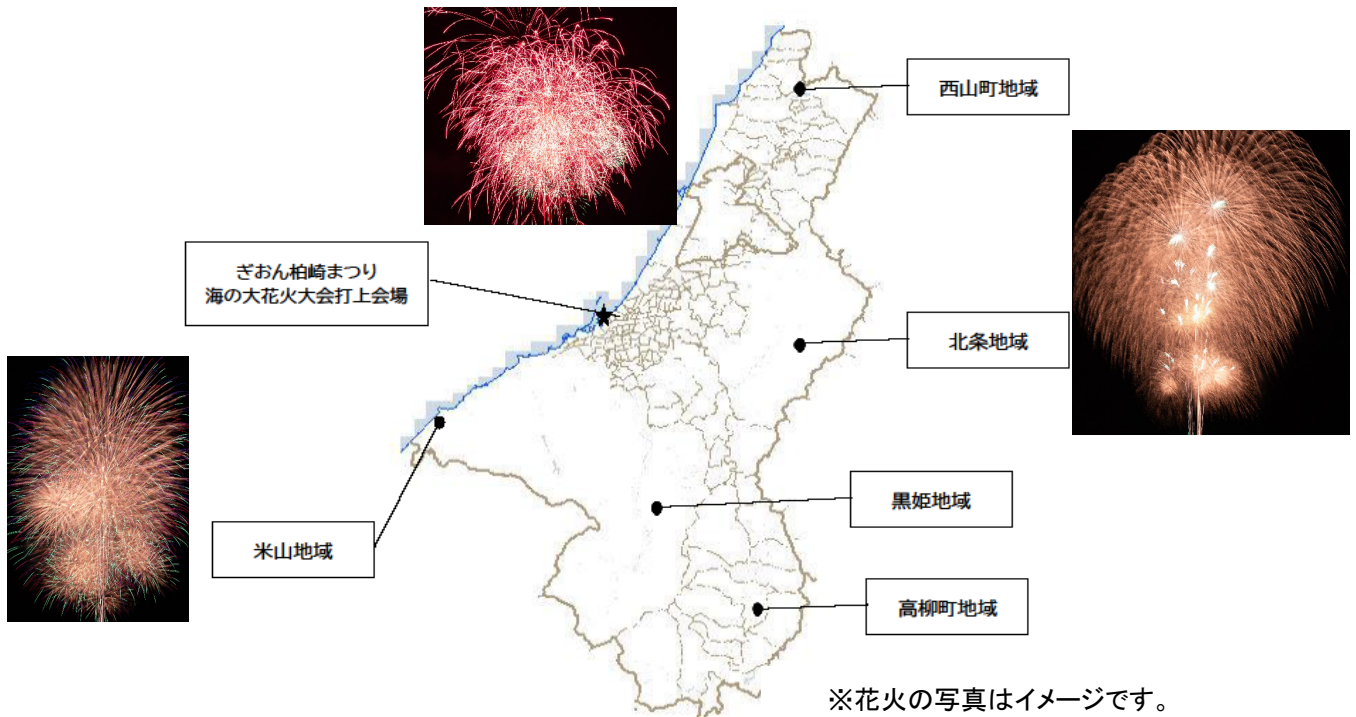 西山町地域
ぎおん柏崎まつり
海の大花火大会打上会場
北条地域
黒姫地域
米山地域
高柳町地域
※花火の写真はイメージです。